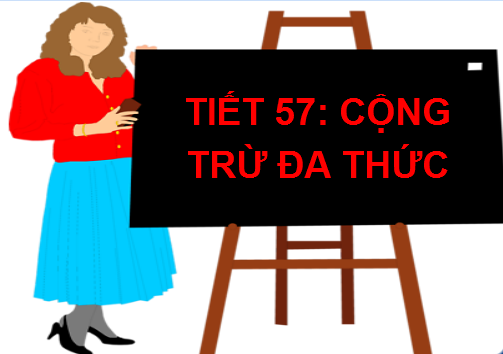 TIẾT 57: CỘNG
TRỪ ĐA THỨC